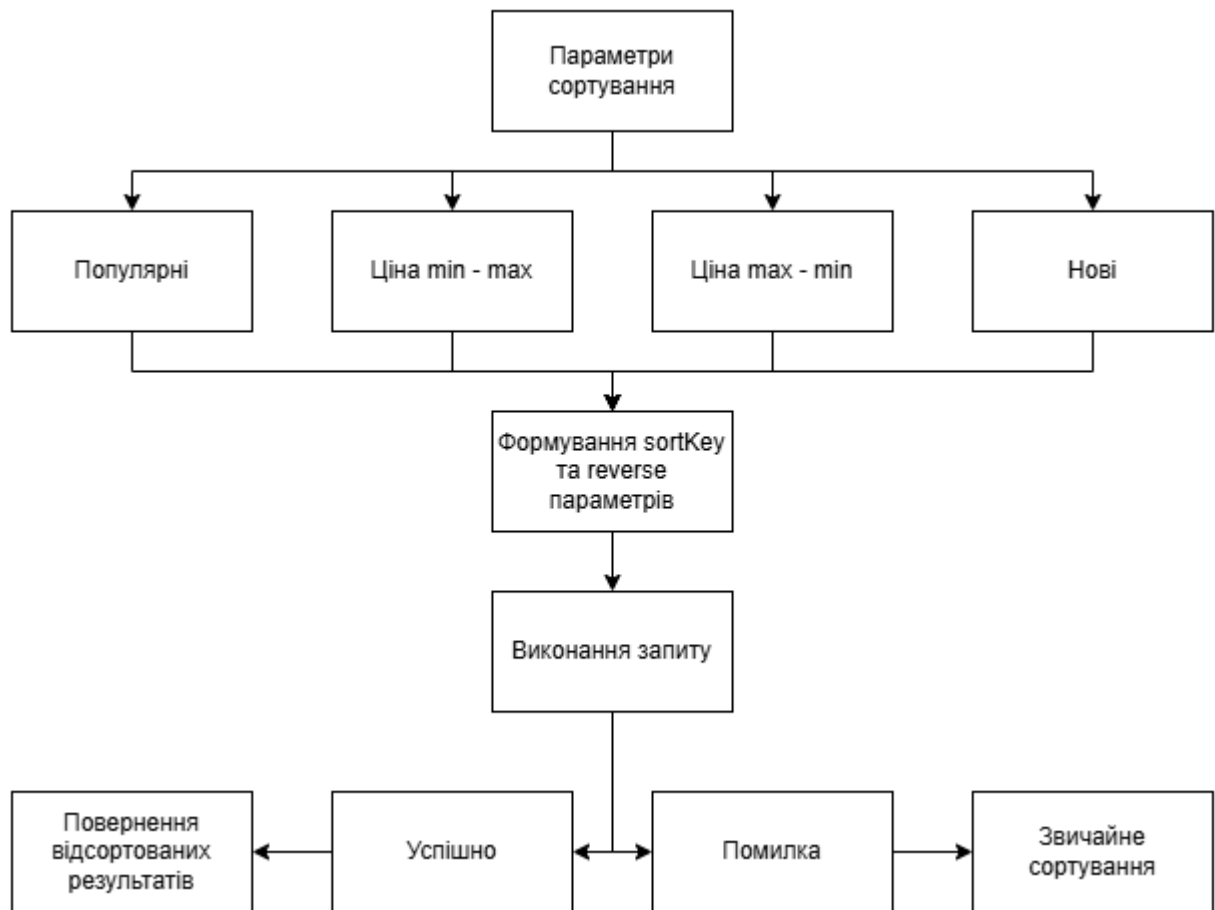 Параметри
сортування
Популярні
Ціна min - max
Ціна max - min
Нові
Формування sortKey
та reverse
параметрів
Виконання запиту
Повернення
відсортованих
результатів
Успішно
Помилка
Звичайне
сортування